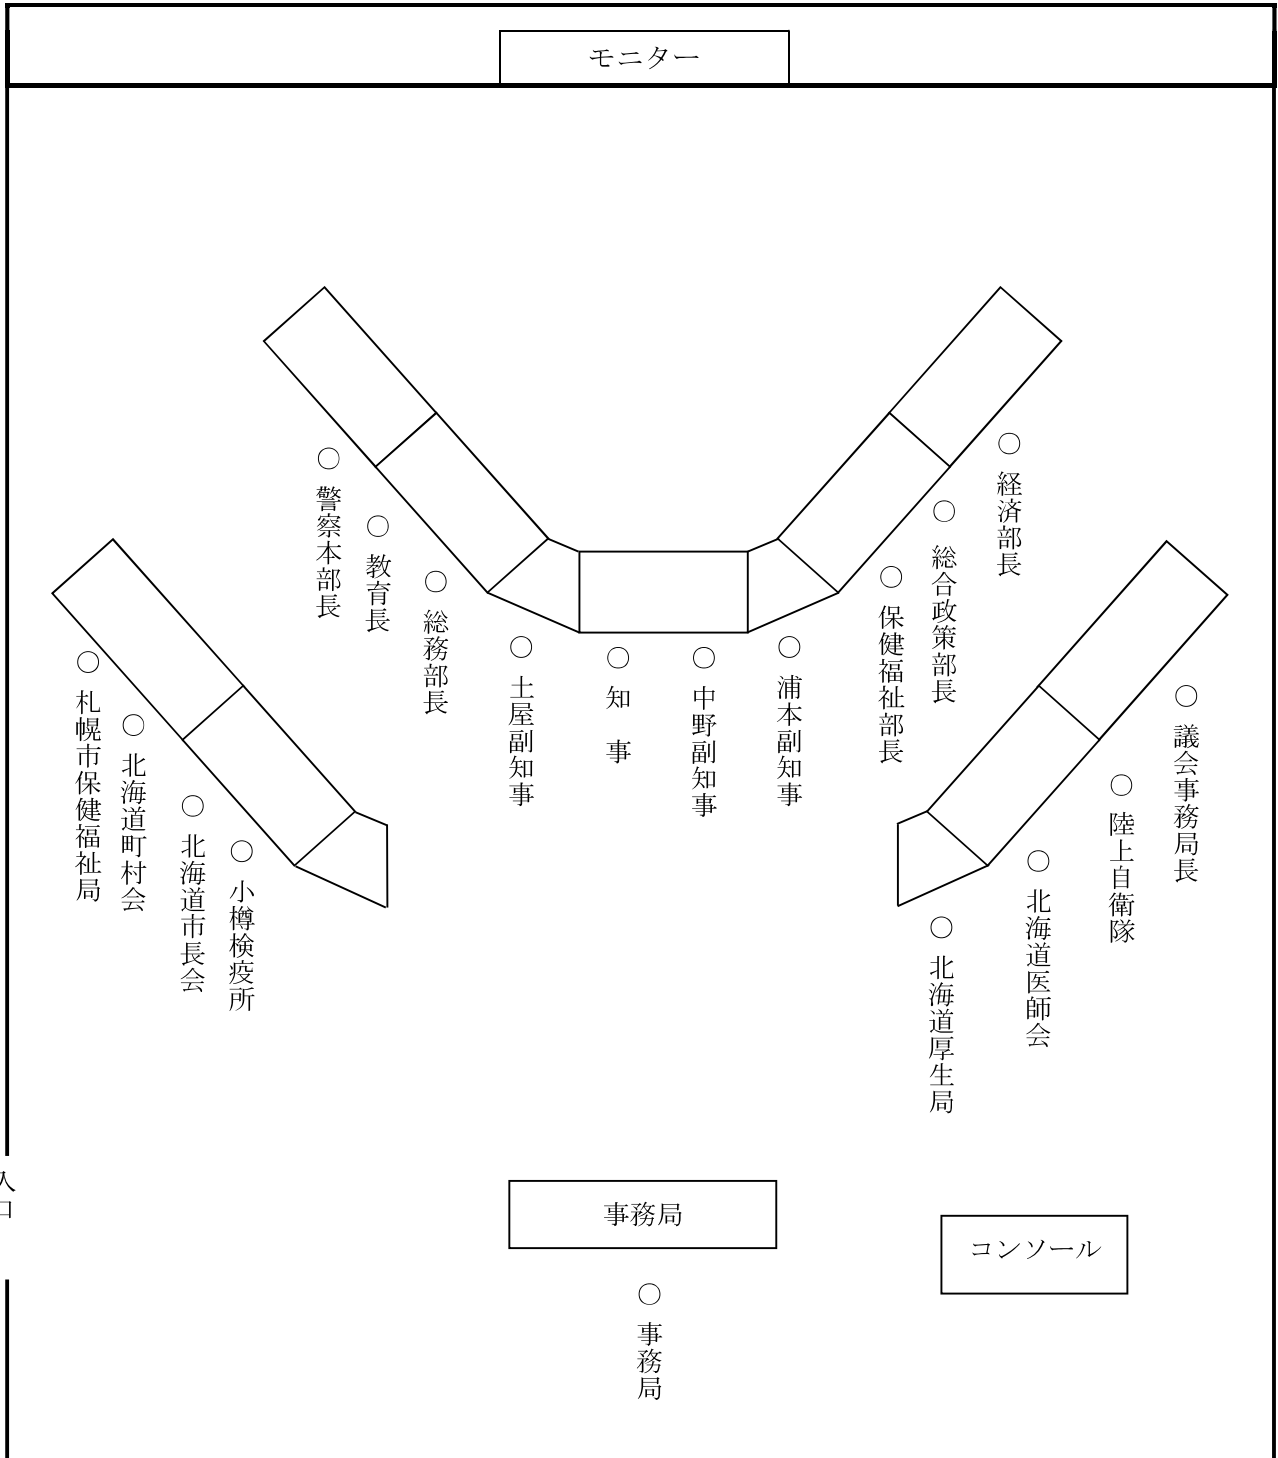 モニター
○ 警察本部長
○ 教育長
○ 総務部長
○ 土屋副知事
○ 知　事
○ 中野副知事
○ 浦本副知事
○ 保健福祉部長
○ 総合政策部長
○ 経済部長
○ 札幌市保健福祉局
○ 北海道町村会
○ 北海道市長会
○ 小樽検疫所
○ 北海道厚生局
○ 北海道医師会
○ 陸上自衛隊
○ 議会事務局長
入口
事務局
コンソール
○ 事務局